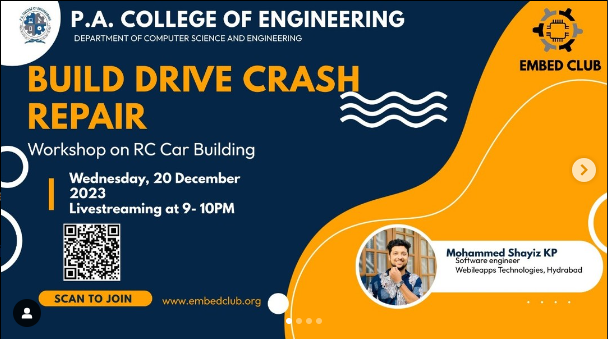 P.A. COLLEGE OF ENGINEERING
DEPARTMENT OF COMPUTER SCIENCE AND ENGINEERING
EMBED CLUB
BUILD DRIVE CRASH
REPAIR
Workshop on RC Car Building
Wednesday, 20 December
2023
Livestreaming at 9- 10PM
Mohammed Shayiz KP
Software engineer
Webileapps Technologies, Hydrabad
SCAN TO JOIN
www.embedclub.org